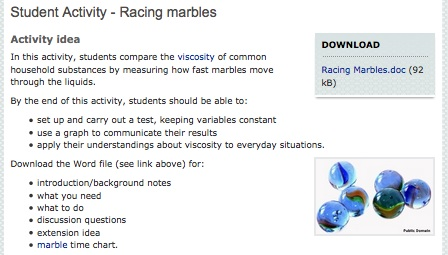 Student Activity - Racing marbles
Activity idea
In this activity, students compare the viscosity of common
household substances by measuring how fast marbles move
through the liquids.
By the end of this activity, students should be able to:
• set up and carry out a test, keeping variables constant
• use a graph to communicate their results
• apply their understandings about viscosity to everyday situations.
Download the Word file (see link above) for:
• introduction/background notes
• what you need
• what to do
• discussion questions
• extension idea
• marble time chart.
DOWNLOAD
Racing Marbles.doc (92
kB)
Public Domain